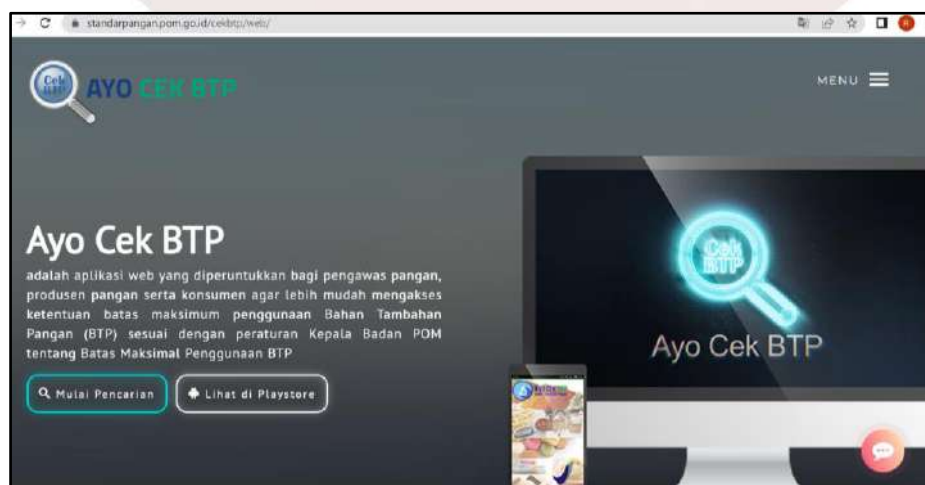 standarpangan.pom.go.id/cekbtp/web/
Cek
BTP
AYO CEK BTP
MENU
Ayo Cek BTP
adalah aplikasi web yang diperuntukkan bagi pengawas pangan,
produsen pangan serta konsumen agar lebih mudah mengakses
ketentuan batas maksimum penggunaan Bahan Tambahan
Pangan (BTP) sesuai dengan peraturan Kepala Badan POM
tentang Batas Maksimal Penggunaan BTP
Mulai Pencarian
Lihat di Playstore
Cek
BTP
Ayo Cek BTP